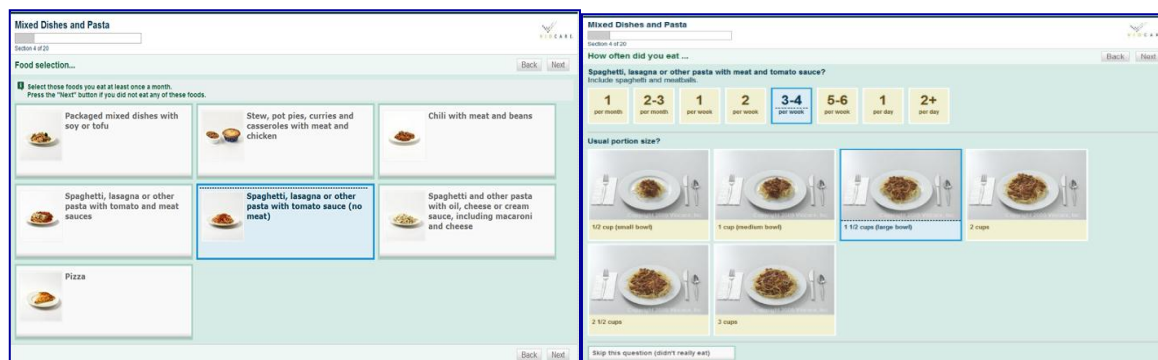 Mixed Dishes and Pasta
Section 4 of 20
Food selection...
Back Next
Select those foods you eat at least once a month.
Press the "Next" button if you did not eat any of these foods.
Packaged mixed dishes with
soy or tofu
Stew, pot pies, curries and
casseroles with meat and
chicken
Chili with meat and beans
Spaghetti, lasagna or other
pasta with tomato and meat
sauces
Spaghetti, lasagna or other
pasta with tomato sauce (no
meat)
Spaghetti and other pasta
with oil, cheese or cream
sauce, including macaroni
and cheese
Pizza
Back Next
Mixed Dishes and Pasta
Section 4 of 20
How often did you eat ...
Back Next
Spaghetti, lasagna or other pasta with meat and tomato sauce?
Include spaghetti and meatballs.
1 per month
2-3 per month
1 per week
2 per week
3-4 per week
5-6 per week
1 per day
2+ per day
Usual portion size?
1/2 cup (small bowl)
1 cup (medium bowl)
1 1/2 cups (large bowl)
2 cups
2 1/2 cups
3 cups
Skip this question (didn't really eat)